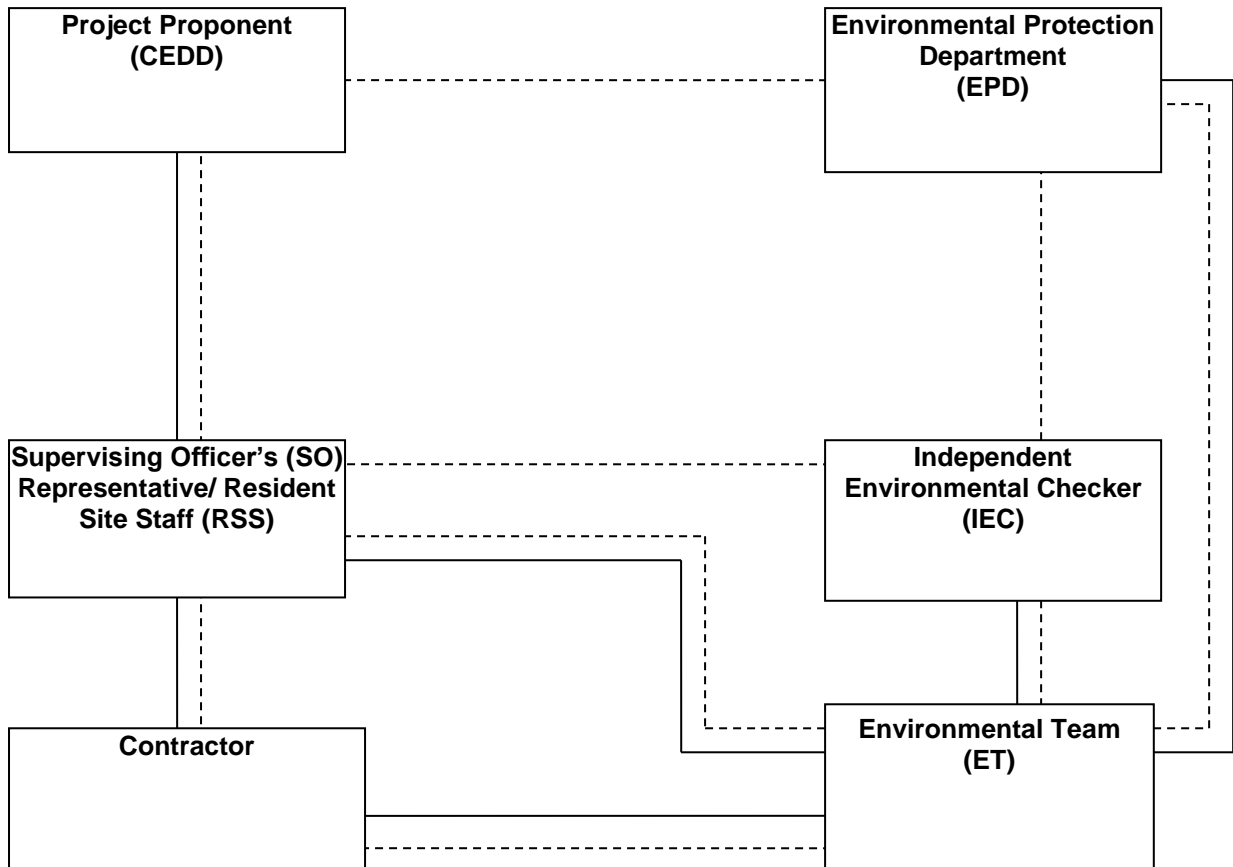 Project Proponent
(CEDD)
Environmental Protection
Department
(EPD)
Supervising Officer's (SO)
Representative/ Resident
Site Staff (RSS)
Independent
Environmental Checker
(IEC)
Contractor
Environmental Team
(ET)